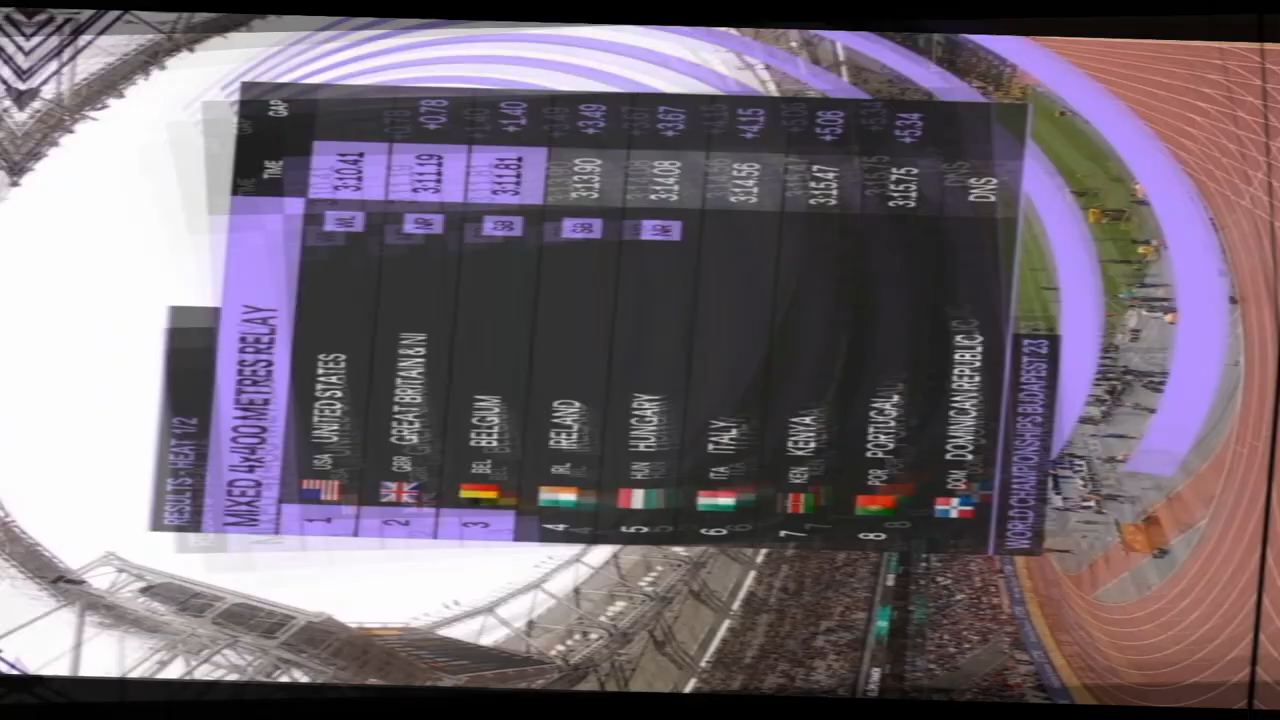 RESULTS · HEAT 1/2
MIXED 4x400 METRES RELAY TIME GAP
1 USA UNITED STATES WL 3:10.41
2 GBR GREAT BRITAIN & NI NR 3:11.19 +0.78
3 BEL BELGIUM SB 3:11.81 +1.40
4 IRL IRELAND SB 3:13.90 +3.49
5 HUN HUNGARY NR 3:14.08 +3.67
6 ITA ITALY 3:14.56 +4.15
7 KEN KENYA 3:15.47 +5.06
8 POR PORTUGAL 3:15.75 +5.34
DOM DOMINICAN REPUBLIC DNS
WORLD CHAMPIONSHIPS BUDAPEST 23